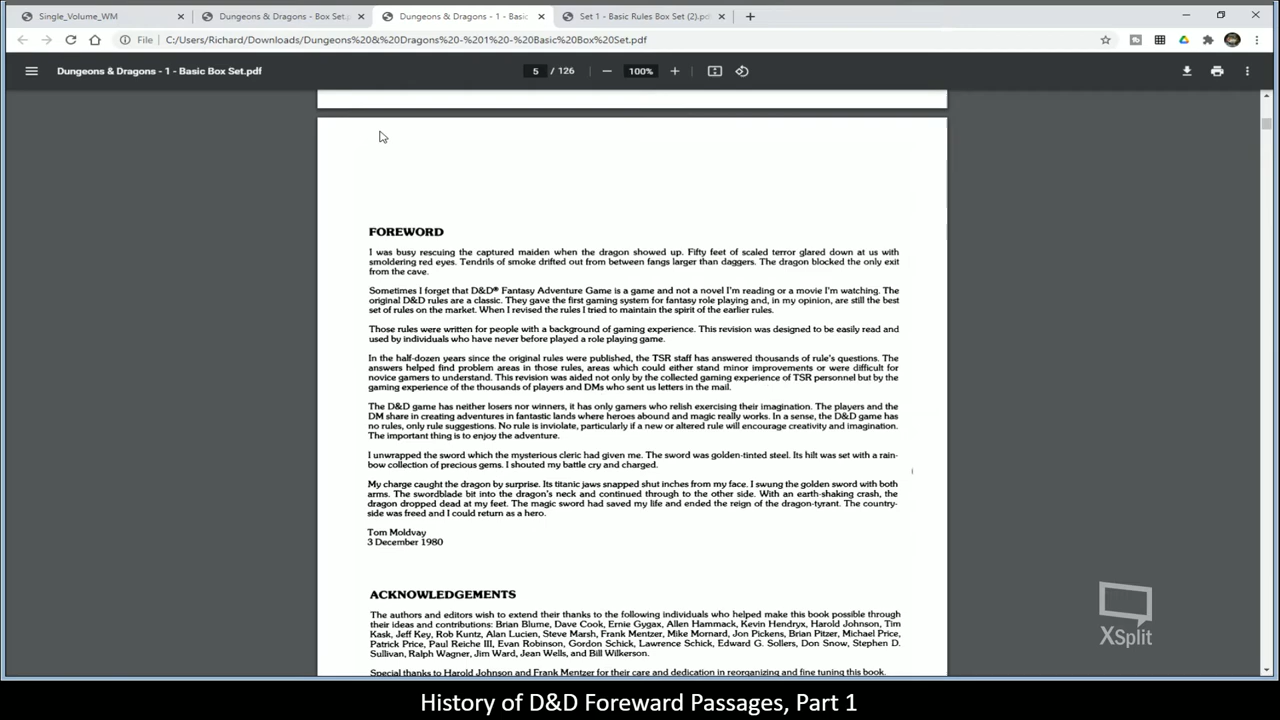 Single_Volume_WM
Dungeons & Dragons - Box Set.p
Dungeons & Dragons - 1 - Basic
Set 1 - Basic Rules Box Set (2).pd
File
C:/Users/Richard/Downloads/Dungeons%20&%20Dragons%20-%201%20-%20Basic%20Box%20Set.pdf
Dungeons & Dragons - 1 - Basic Box Set.pdf
5 / 126
100%
FOREWORD
I was busy rescuing the captured maiden when the dragon showed up. Fifty feet of scaled terror glared down at us with
smoldering red eyes. Tendrils of smoke drifted out from between fangs larger than daggers. The dragon blocked the only exit
from the cave.
Sometimes I forget that D&D® Fantasy Adventure Game is a game and not a novel I'm reading or a movie I'm watching. The
original D&D rules are a classic. They gave the first gaming system for fantasy role playing and, in my opinion, are still the best
set of rules on the market. When I revised the rules I tried to maintain the spirit of the earlier rules.
Those rules were written for people with a background of gaming experience. This revision was designed to be easily read and
used by individuals who have never before played a role playing game.
In the half-dozen years since the original rules were published, the TSR staff has answered thousands of rule's questions. The
answers helped find problem areas in those rules, areas which could either stand minor improvements or were difficult for
novice gamers to understand. This revision was aided not only by the collected gaming experience of TSR personnel but by the
gaming experience of the thousands of players and DMs who sent us letters in the mail.
The D&D game has neither losers nor winners, it has only gamers who relish exercising their imagination. The players and the
DM share in creating adventures in fantastic lands where heroes abound and magic really works. In a sense, the D&D game has
no rules, only rule suggestions. No rule is inviolate, particularly if a new or altered rule will encourage creativity and imagination.
The important thing is to enjoy the adventure.
I unwrapped the sword which the mysterious cleric had given me. The sword was golden-tinted steel. Its hilt was set with a rain-
bow collection of precious gems. I shouted my battle cry and charged.
My charge caught the dragon by surprise. Its titanic jaws snapped shut inches from my face. I swung the golden sword with both
arms. The swordblade bit into the dragon's neck and continued through to the other side. With an earth-shaking crash, the
dragon dropped dead at my feet. The magic sword had saved my life and ended the reign of the dragon-tyrant. The country-
side was freed and I could return as a hero.
Tom Moldvay
3 December 1980
ACKNOWLEDGEMENTS
The authors and editors wish to extend their thanks to the following individuals who helped make this book possible through
their ideas and contributions: Brian Blume, Dave Cook, Ernie Gygax, Allen Hammack, Kevin Hendryx, Harold Johnson, Tim
Kask, Jeff Key, Rob Kuntz, Alan Lucien, Steve Marsh, Frank Mentzer, Mike Mornard, Jon Pickens, Brian Pitzer, Michael Price,
Patrick Price, Paul Reiche III, Evan Robinson, Gordon Schick, Lawrence Schick, Edward G. Sollers, Don Snow, Stephen D.
Sullivan, Ralph Wagner, Jim Ward, Jean Wells, and Bill Wilkerson.
Special thanks to Harold Johnson and Frank Mentzer for their care and dedication in reorganizing and fine tuning this book.
XSplit
History of D&D Foreward Passages, Part 1